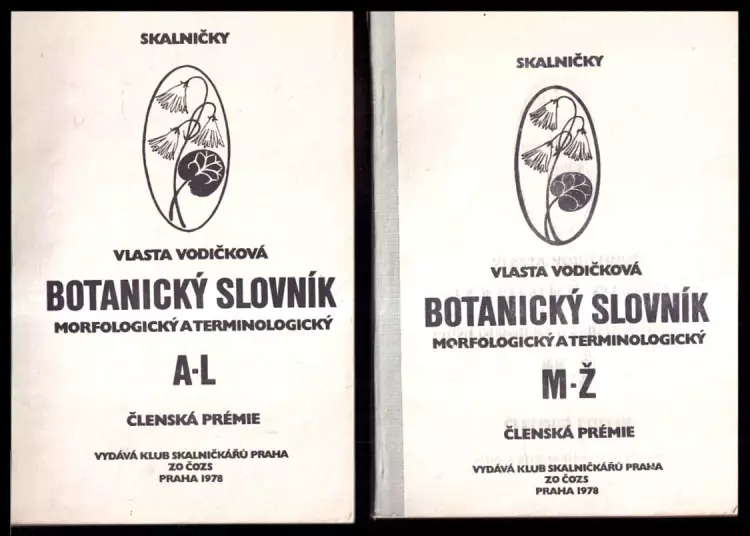 SKALNIČKY
VLASTA VODIČKOVÁ
BOTANICKÝ SLOVNÍK
MORFOLOGICKÝ A TERMINOLOGICKÝ
A-L
ČLENSKÁ PRÉMIE
VYDÁVÁ KLUB SKALNIČKÁŘŮ PRAHA
ZO ČOZS
PRAHA 1978
SKALNIČKY
VLASTA VODIČKOVÁ
BOTANICKÝ SLOVNÍK
MORFOLOGICKÝ A TERMINOLOGICKÝ
M-Ž
ČLENSKÁ PRÉMIE
VYDÁVÁ KLUB SKALNIČKÁŘŮ PRAHA
ZO ČOZS
PRAHA 1978